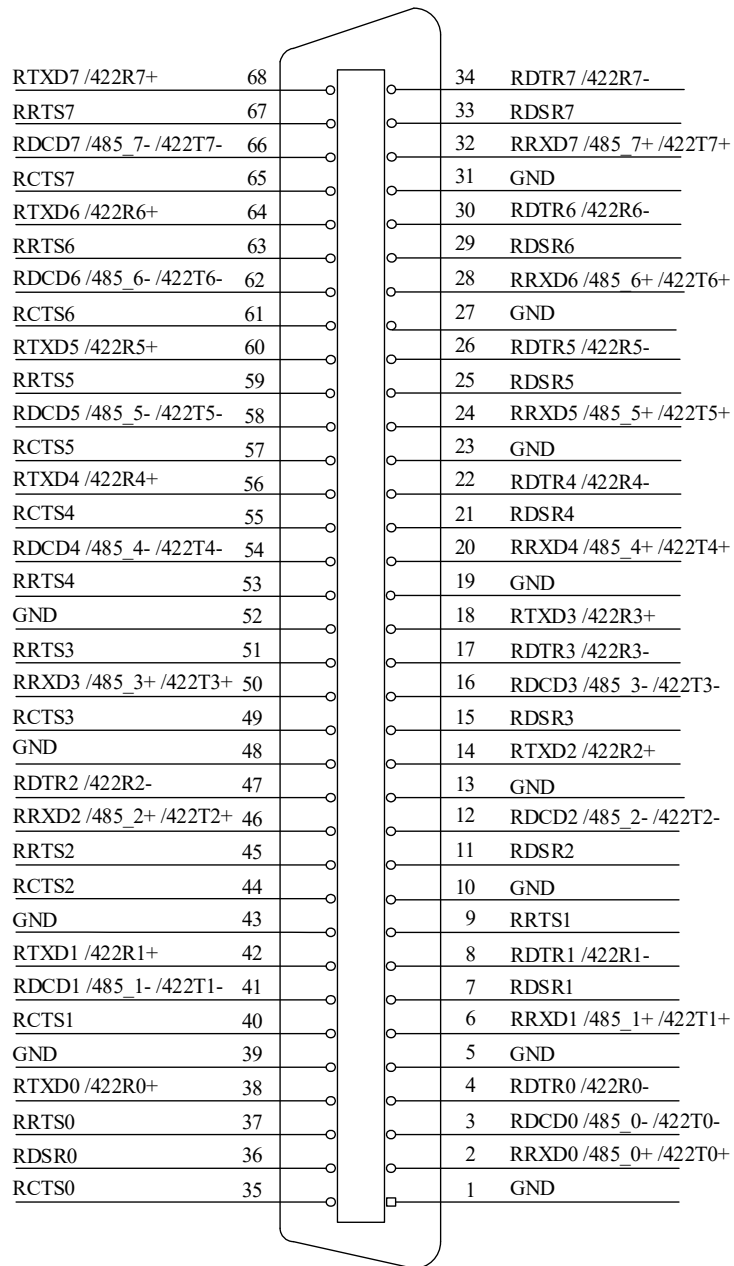 RTXD7 /422R7+ 68 34 RDTR7 /422R7-
RRTS7 67 33 RDSR7
RDCD7 /485_7- /422T7- 66 32 RRXD7 /485_7+ /422T7+
RCTS7 65 31 GND
RTXD6 /422R6+ 64 30 RDTR6 /422R6-
RRTS6 63 29 RDSR6
RDCD6 /485_6- /422T6- 62 28 RRXD6 /485_6+ /422T6+
RCTS6 61 27 GND
RTXD5 /422R5+ 60 26 RDTR5 /422R5-
RRTS5 59 25 RDSR5
RDCD5 /485_5- /422T5- 58 24 RRXD5 /485_5+ /422T5+
RCTS5 57 23 GND
RTXD4 /422R4+ 56 22 RDTR4 /422R4-
RCTS4 55 21 RDSR4
RDCD4 /485_4- /422T4- 54 20 RRXD4 /485_4+ /422T4+
RRTS4 53 19 GND
GND 52 18 RTXD3 /422R3+
RRTS3 51 17 RDTR3 /422R3-
RRXD3 /485_3+ /422T3+ 50 16 RDCD3 /485_3- /422T3-
RCTS3 49 15 RDSR3
GND 48 14 RTXD2 /422R2+
RDTR2 /422R2- 47 13 GND
RRXD2 /485_2+ /422T2+ 46 12 RDCD2 /485_2- /422T2-
RRTS2 45 11 RDSR2
RCTS2 44 10 GND
GND 43 9 RRTS1
RTXD1 /422R1+ 42 8 RDTR1 /422R1-
RDCD1 /485_1- /422T1- 41 7 RDSR1
RCTS1 40 6 RRXD1 /485_1+ /422T1+
GND 39 5 GND
RTXD0 /422R0+ 38 4 RDTR0 /422R0-
RRTS0 37 3 RDCD0 /485_0- /422T0-
RDSR0 36 2 RRXD0 /485_0+ /422T0+
RCTS0 35 1 GND